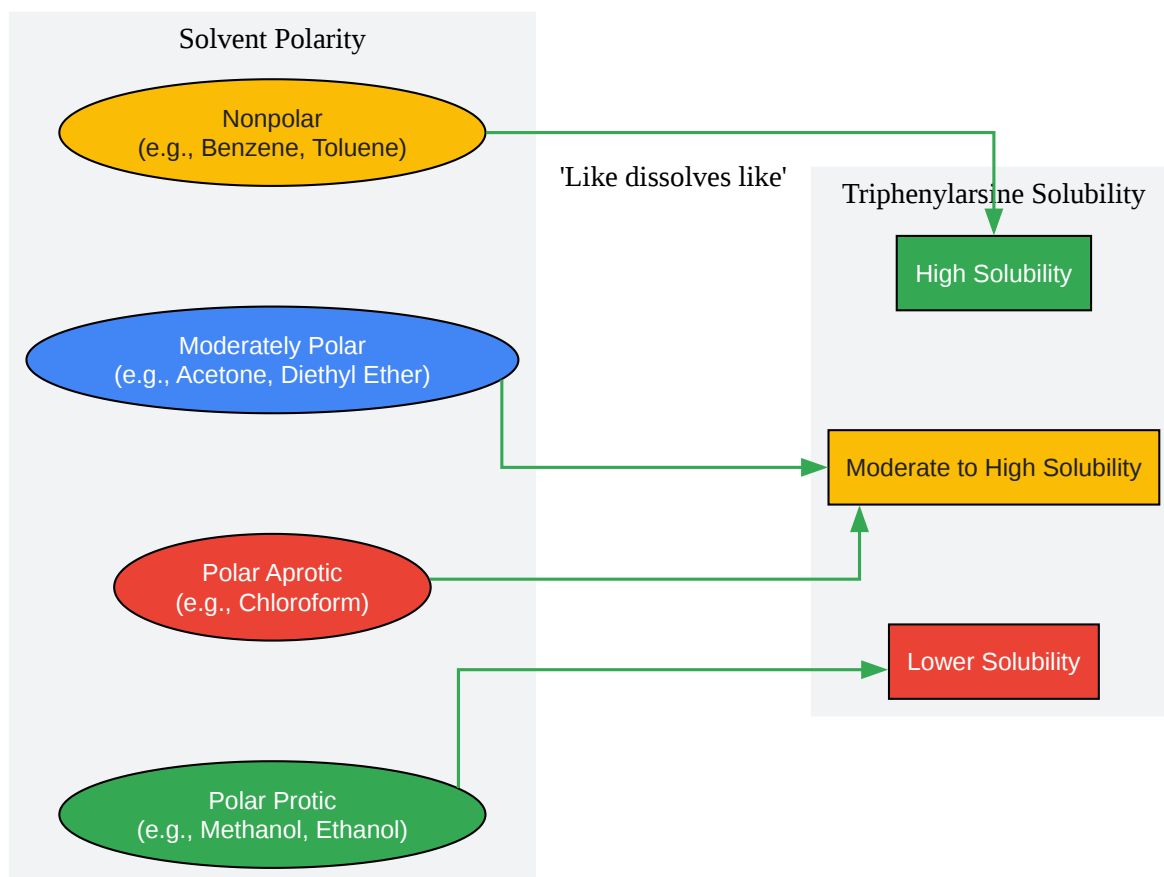 Solvent Polarity
Nonpolar
(e.g., Benzene, Toluene)
'Like dissolves like'
Triphenylarsine Solubility
High Solubility
Moderately Polar
(e.g., Acetone, Diethyl Ether)
Moderate to High Solubility
Polar Aprotic
(e.g., Chloroform)
Lower Solubility
Polar Protic
(e.g., Methanol, Ethanol)